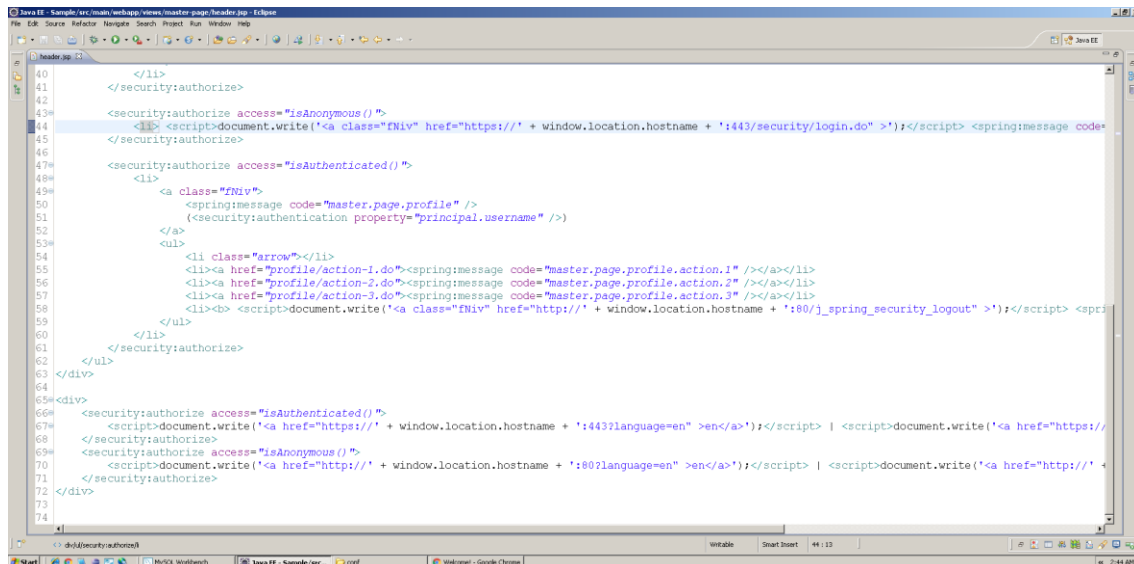 Java EE - Sample/src/main/webapp/views/master-page/header.jsp - Eclipse
File Edit Source Refactor Navigate Search Project Run Window Help
Java EE
header.jsp
40 </li>
41 </security:authorize>
42
43 <security:authorize access="isAnonymous()">
44 <li> <script>document.write('<a class="fNiv" href="https://' + window.location.hostname + ':443/security/login.do" >');</script> <spring:message code=
45 </security:authorize>
46
47 <security:authorize access="isAuthenticated()">
48 <li>
49 <a class="fNiv">
50 <spring:message code="master.page.profile" />
51 (<security:authentication property="principal.username" />)
52 </a>
53 <ul>
54 <li class="arrow"></li>
55 <li><a href="profile/action-1.do"><spring:message code="master.page.profile.action.1" /></a></li>
56 <li><a href="profile/action-2.do"><spring:message code="master.page.profile.action.2" /></a></li>
57 <li><a href="profile/action-3.do"><spring:message code="master.page.profile.action.3" /></a></li>
58 <li><b> <script>document.write('<a class="fNiv" href="http://' + window.location.hostname + ':80/j_spring_security_logout" >');</script> <spri
59 </ul>
60 </li>
61 </security:authorize>
62 </ul>
63 </div>
64
65 <div>
66 <security:authorize access="isAuthenticated()">
67 <script>document.write('<a href="https://' + window.location.hostname + ':443?language=en" >en</a>');</script> | <script>document.write('<a href="https:/
68 </security:authorize>
69 <security:authorize access="isAnonymous()">
70 <script>document.write('<a href="http://' + window.location.hostname + ':80?language=en" >en</a>');</script> | <script>document.write('<a href="http://' +
71 </security:authorize>
72 </div>
73
74
div/ul/security:authorize/li Writable Smart Insert 44 : 13
Start MySQL Workbench Java EE - Sample/src... conf Welcome! - Google Chrome 2:44 AM